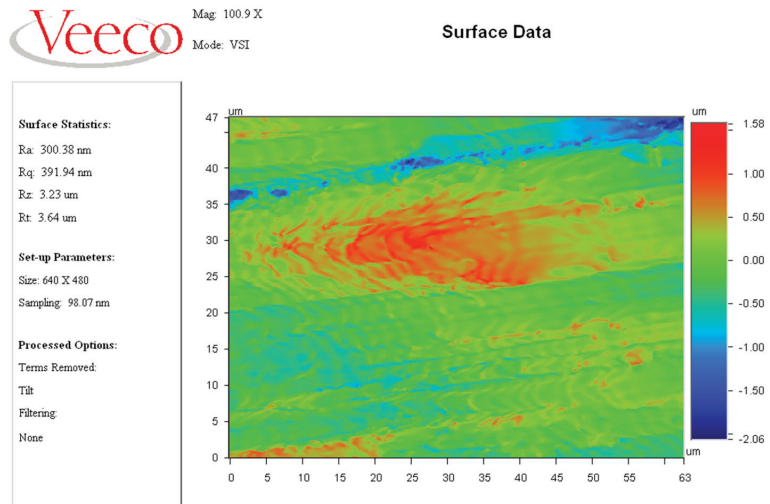 Veeco
Mag: 100.9 X
Mode: VSI
Surface Data
Surface Statistics:
Ra: 300.38 nm
Rq: 391.94 nm
Rz: 3.23 um
Rt: 3.64 um
Set-up Parameters:
Size: 640 X 480
Sampling: 98.07 nm
Processed Options:
Terms Removed:
Tilt
Filtering:
None
um
47
40
35
30
25
20
15
10
5
0
0 5 10 15 20 25 30 35 40 45 50 55 63
um
um
1.58
1.00
0.50
0.00
-0.50
-1.00
-1.50
-2.06